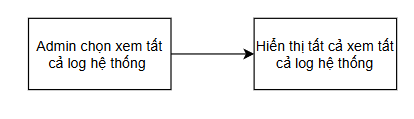 Admin chọn xem tất
cả log hệ thống
Hiển thị tất cả xem tất
cả log hệ thống